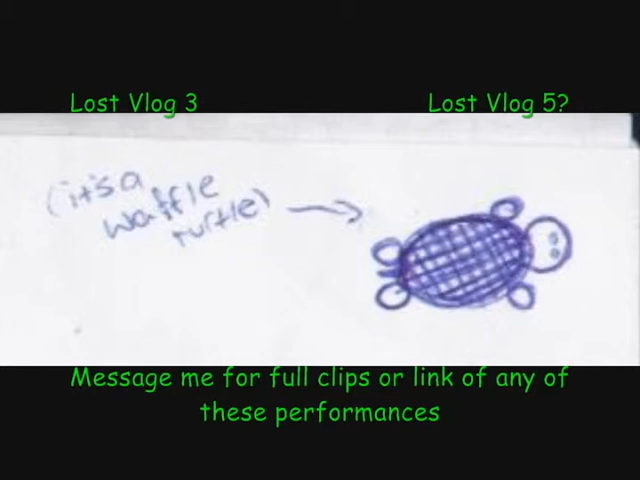 Lost Vlog 3
Lost Vlog 5?
(it's a
waffle
turtle)
Message me for full clips or link of any of
these performances